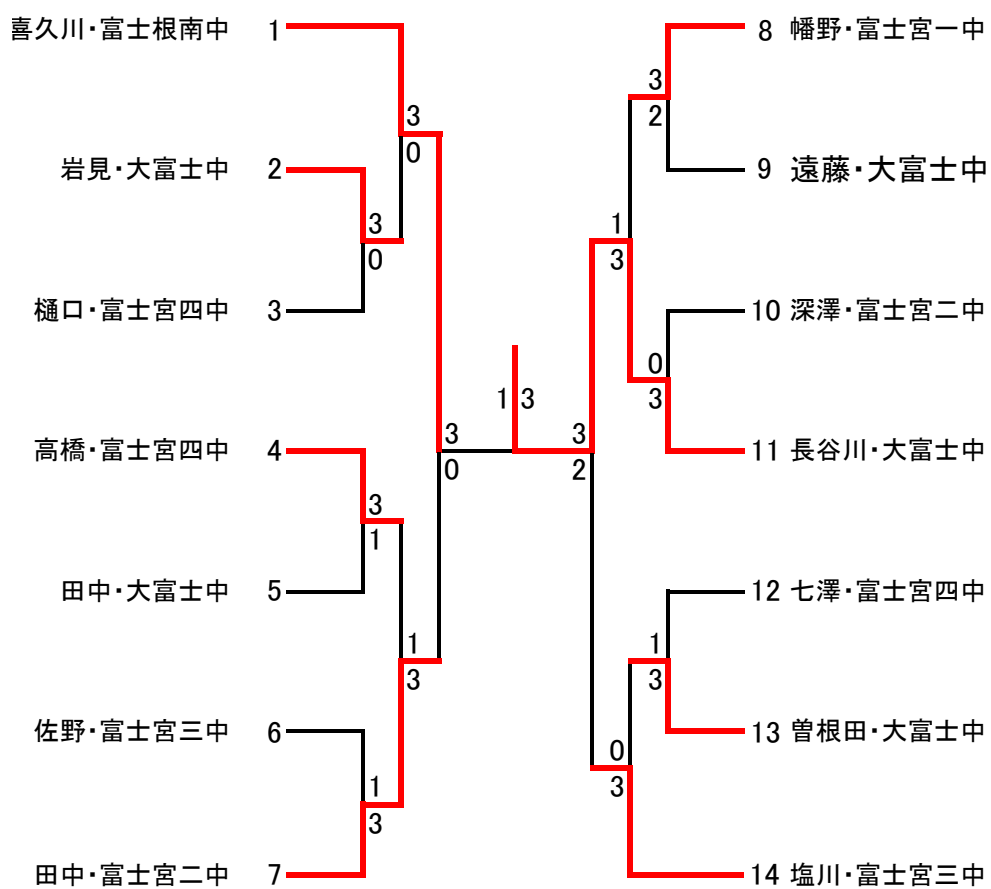 喜久川・富士根南中 1
3
0
岩見・大富士中 2
3
0
樋口・富士宮四中 3
高橋・富士宮四中 4
3
1
田中・大富士中 5
1
3
佐野・富士宮三中 6
1
3
田中・富士宮二中 7
3
0
1 3
3
2
8 幡野・富士宮一中
3
2
9 遠藤・大富士中
1
3
10 深澤・富士宮二中
0
3
11 長谷川・大富士中
12 七澤・富士宮四中
1
3
13 曽根田・大富士中
0
3
14 塩川・富士宮三中